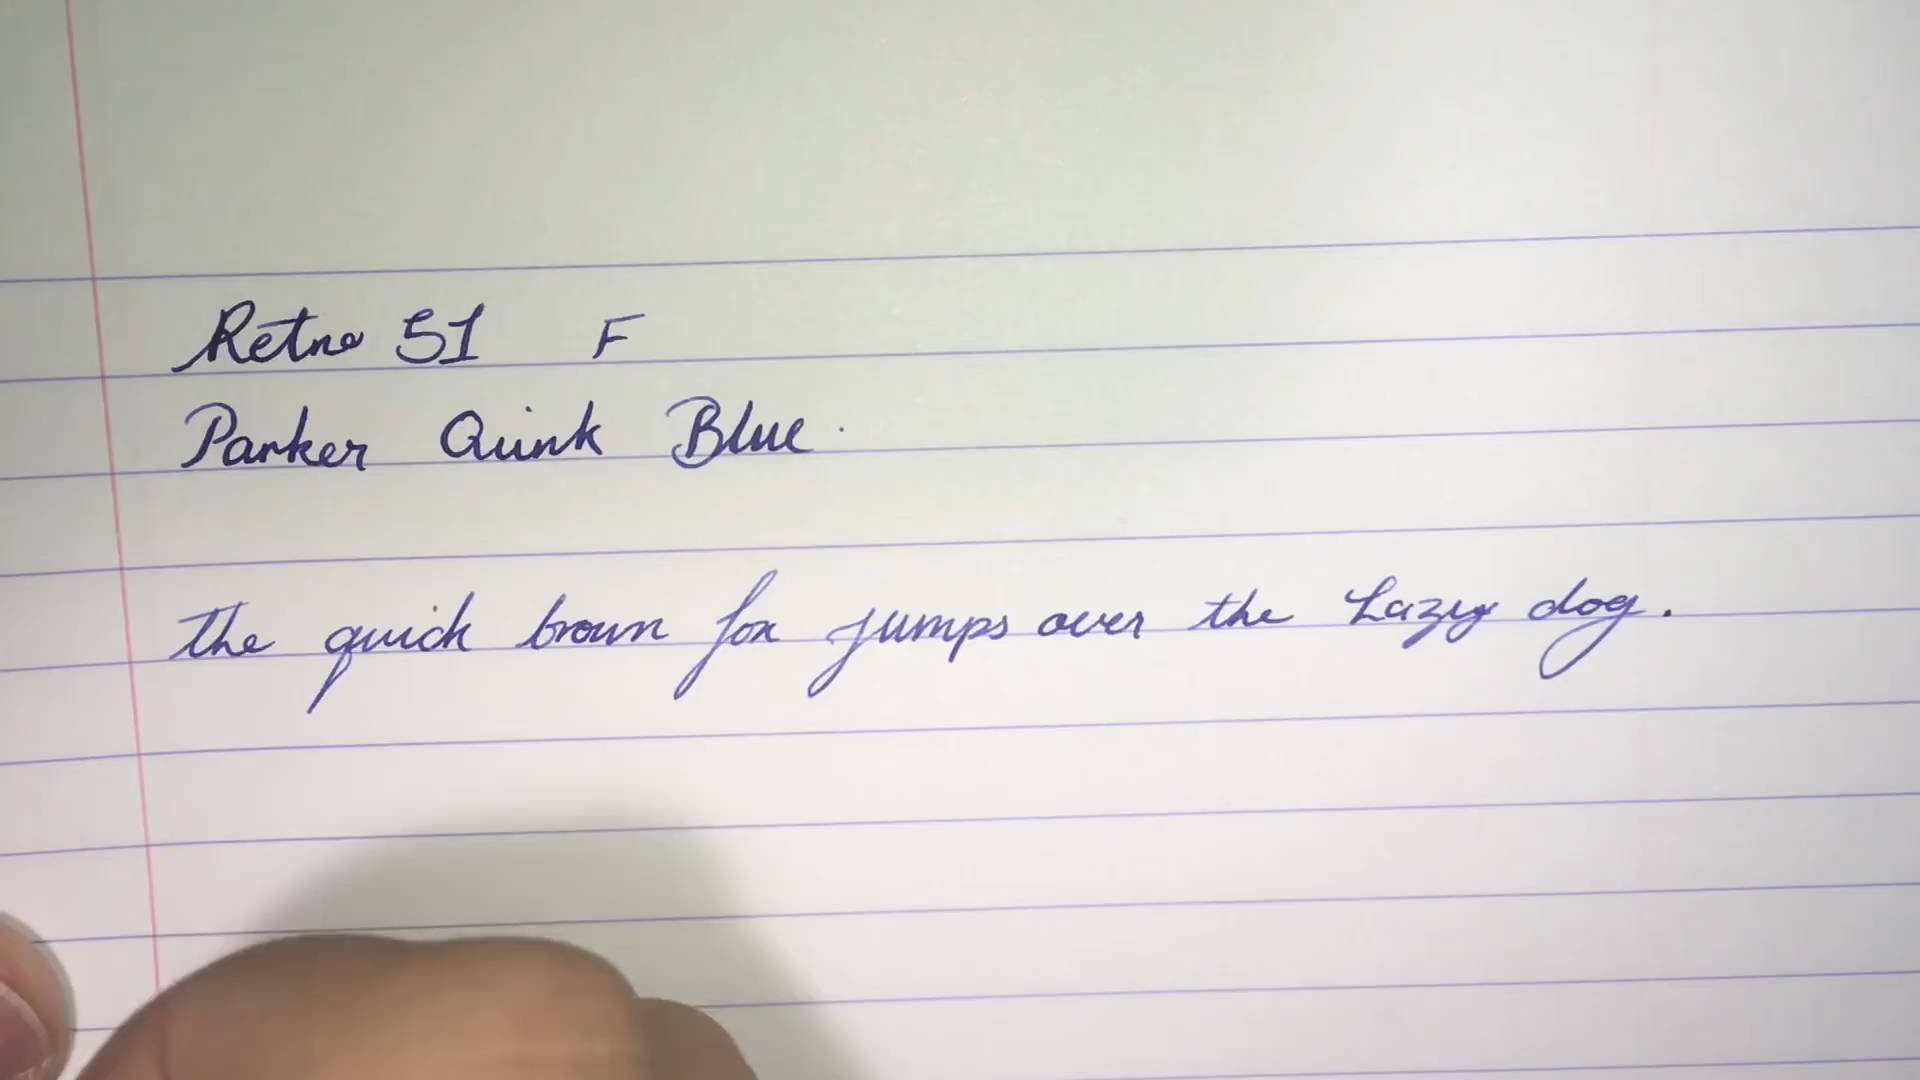 Retro 51 F
Parker Quink Blue.
the quick brown fox jumps over the Lazy dog.